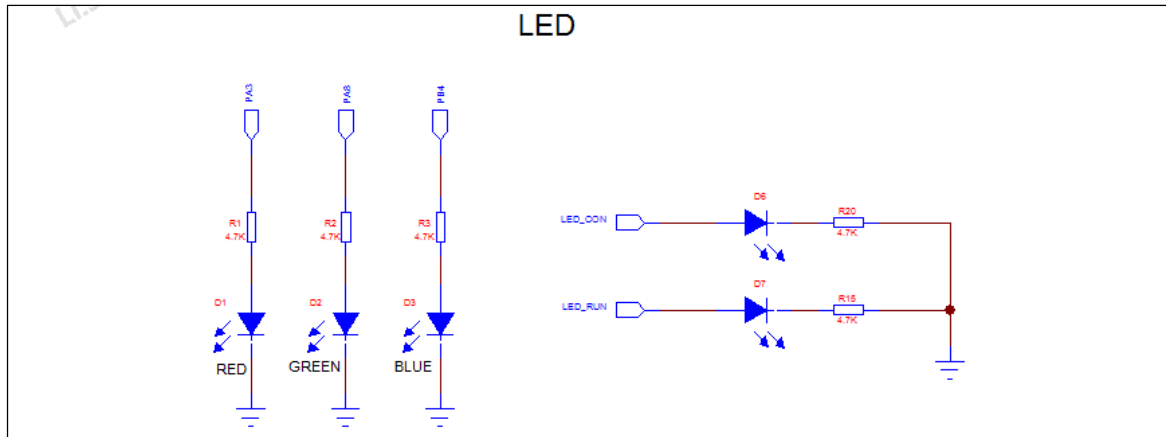 LED
PA3
PA8
PB4
R1
4.7K
R2
4.7K
R3
4.7K
D1
D2
D3
RED
GREEN
BLUE
D6
LED_CON
R20
4.7K
D7
LED_RUN
R15
4.7K